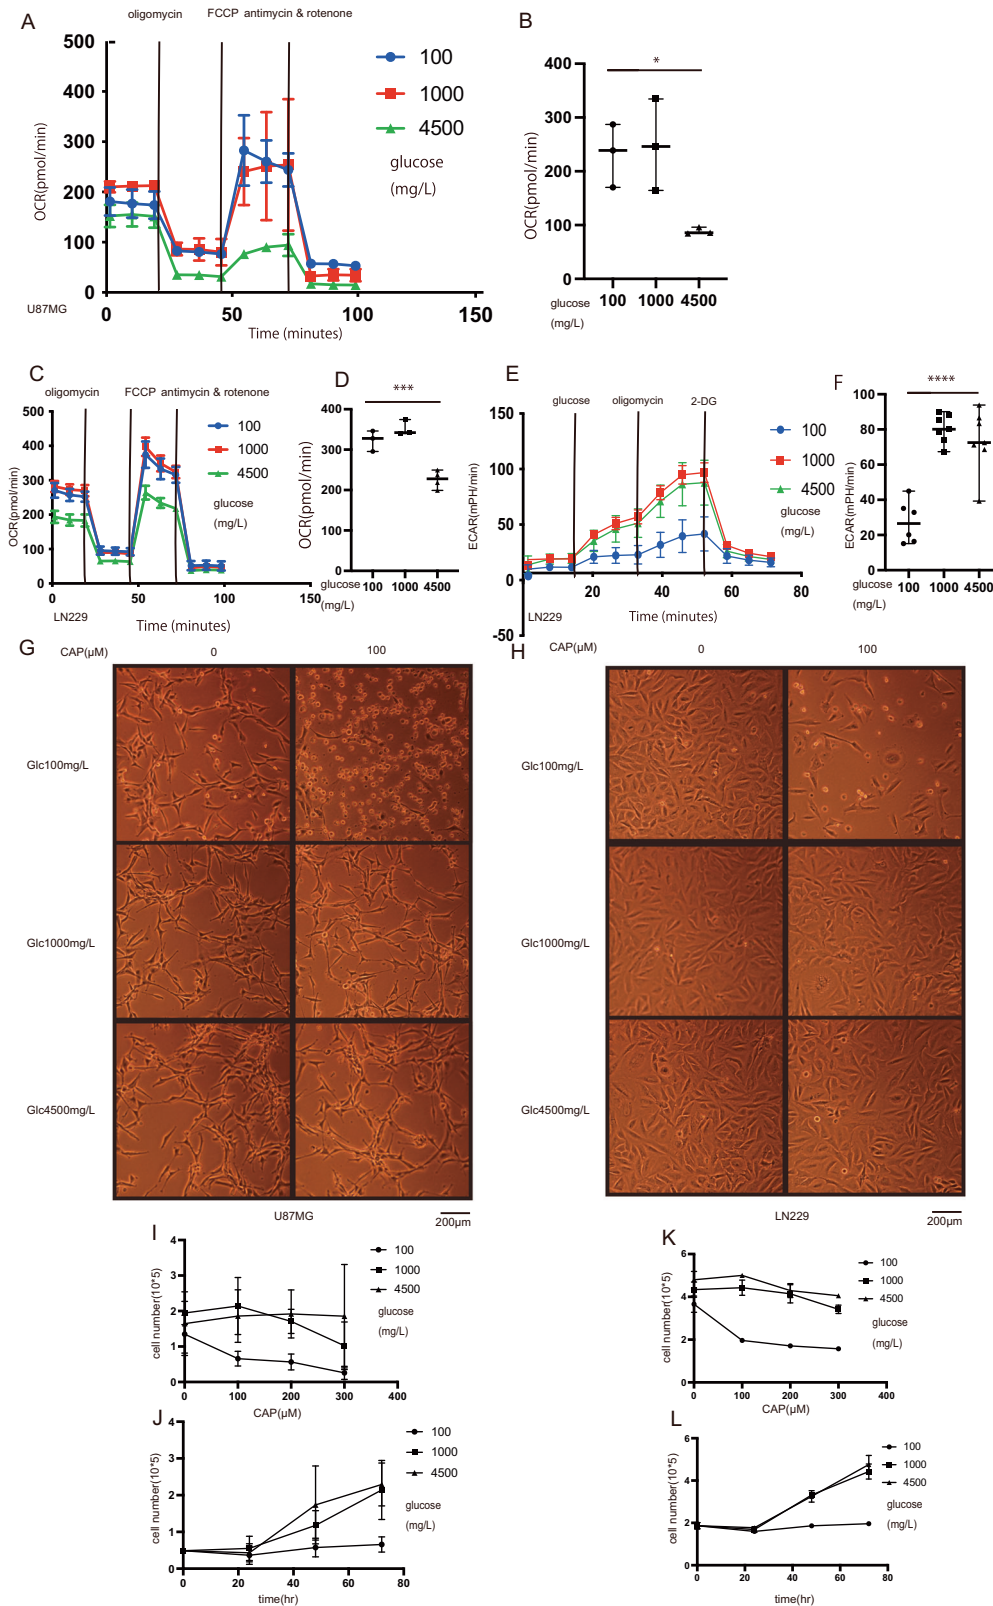 A
oligomycin
FCCP antimycin & rotenone
500
400
300
200
100
0
OCR(pmol/min)
100
1000
4500
glucose
(mg/L)
0
50
100
150
Time (minutes)
U87MG
B
*
400
300
200
100
0
OCR(pmol/min)
100 1000 4500
glucose
(mg/L)
C
oligomycin
FCCP antimycin & rotenone
500
400
300
200
100
0
OCR(pmol/min)
100
1000
4500
glucose
(mg/L)
0
50
100
150
LN229
Time (minutes)
D
***
400
300
200
100
0
OCR(pmol/min)
100 1000 4500
glucose
(mg/L)
E
glucose
oligomycin
2-DG
150
100
50
0
-50
ECAR(mPH/min)
100
1000
4500
glucose
(mg/L)
20
40
60
80
LN229
Time (minutes)
F
****
100
80
60
40
20
0
ECAR(mPH/min)
100 1000 4500
glucose
(mg/L)
G
CAP(μM)
0
100
Glc100mg/L
Glc1000mg/L
Glc4500mg/L
U87MG
200μm
H
CAP(μM)
0
100
Glc100mg/L
Glc1000mg/L
Glc4500mg/L
LN229
200μm
I
4
3
2
1
0
cell number(10*5)
100
1000
4500
glucose
(mg/L)
0
100
200
300
400
CAP(μM)
K
6
4
2
0
cell number(10*5)
100
1000
4500
glucose
(mg/L)
0
100
200
300
400
CAP(μM)
J
4
2
1
0
cell number(10*5)
100
1000
4500
glucose
(mg/L)
0
20
40
60
80
time(hr)
L
6
4
2
0
cell number(10*5)
100
1000
4500
glucose
(mg/L)
0
20
40
60
80
time(hr)